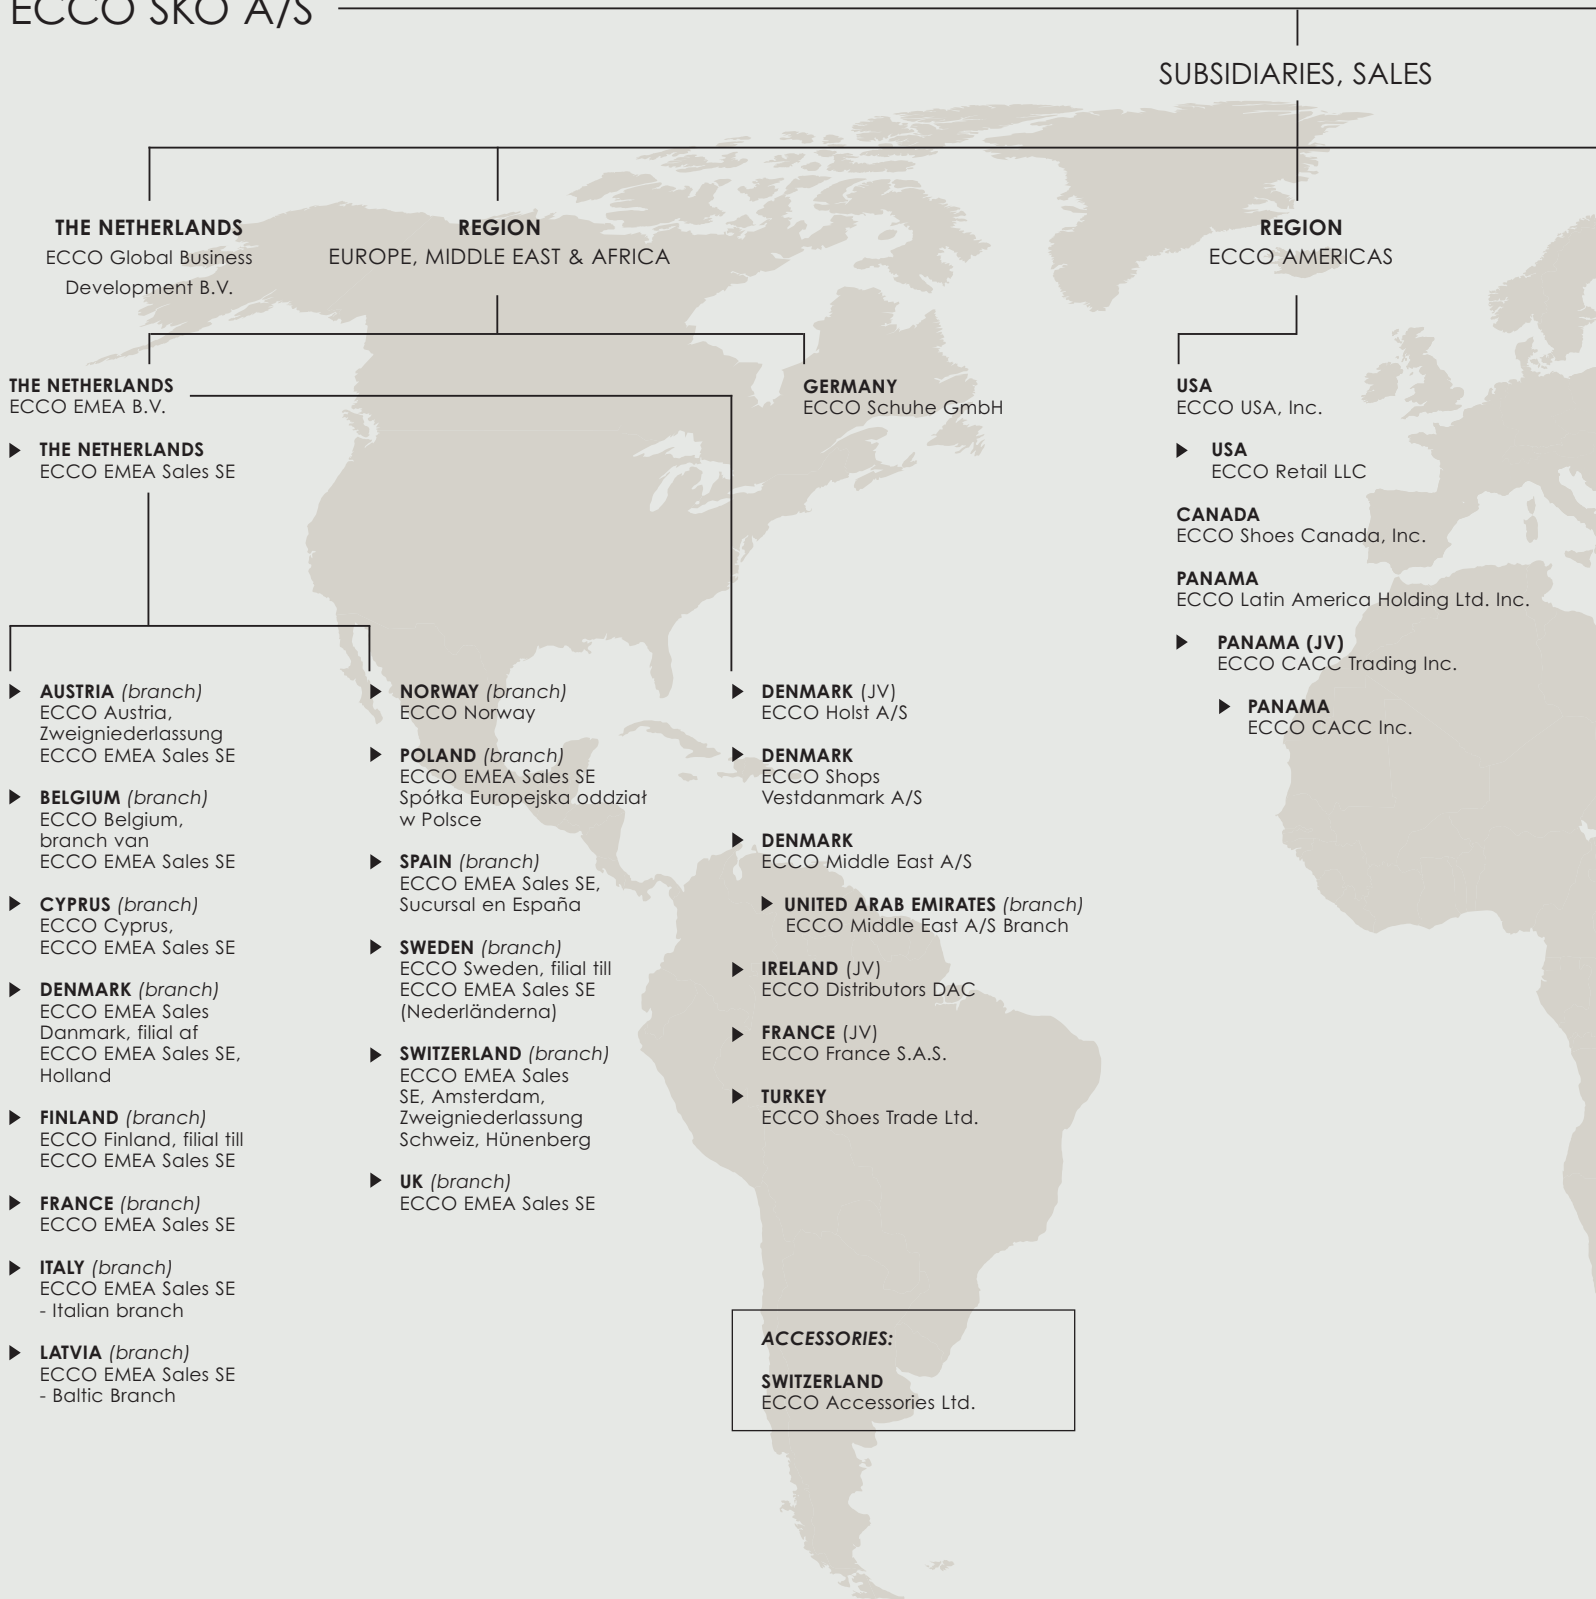 ECCO SKO A/S
SUBSIDIARIES, SALES
THE NETHERLANDS
ECCO Global Business
Development B.V.
REGION
EUROPE, MIDDLE EAST & AFRICA
REGION
ECCO AMERICAS
THE NETHERLANDS
ECCO EMEA B.V.
THE NETHERLANDS
ECCO EMEA Sales SE
GERMANY
ECCO Schuhe GmbH
AUSTRIA (branch)
ECCO Austria,
Zweigniederlassung
ECCO EMEA Sales SE
BELGIUM (branch)
ECCO Belgium,
branch van
ECCO EMEA Sales SE
CYPRUS (branch)
ECCO Cyprus,
ECCO EMEA Sales SE
DENMARK (branch)
ECCO EMEA Sales
Danmark, filial af
ECCO EMEA Sales SE,
Holland
FINLAND (branch)
ECCO Finland, filial till
ECCO EMEA Sales SE
FRANCE (branch)
ECCO EMEA Sales SE
ITALY (branch)
ECCO EMEA Sales SE
- Italian branch
LATVIA (branch)
ECCO EMEA Sales SE
- Baltic Branch
NORWAY (branch)
ECCO Norway
POLAND (branch)
ECCO EMEA Sales SE
Spółka Europejska oddział
w Polsce
SPAIN (branch)
ECCO EMEA Sales SE,
Sucursal en España
SWEDEN (branch)
ECCO Sweden, filial till
ECCO EMEA Sales SE
(Nederländerna)
SWITZERLAND (branch)
ECCO EMEA Sales
SE, Amsterdam,
Zweigniederlassung
Schweiz, Hünenberg
UK (branch)
ECCO EMEA Sales SE
DENMARK (JV)
ECCO Holst A/S
DENMARK
ECCO Shops
Vestdanmark A/S
DENMARK
ECCO Middle East A/S
UNITED ARAB EMIRATES (branch)
ECCO Middle East A/S Branch
IRELAND (JV)
ECCO Distributors DAC
FRANCE (JV)
ECCO France S.A.S.
TURKEY
ECCO Shoes Trade Ltd.
ACCESSORIES:
SWITZERLAND
ECCO Accessories Ltd.
USA
ECCO USA, Inc.
USA
ECCO Retail LLC
CANADA
ECCO Shoes Canada, Inc.
PANAMA
ECCO Latin America Holding Ltd. Inc.
PANAMA (JV)
ECCO CACC Trading Inc.
PANAMA
ECCO CACC Inc.